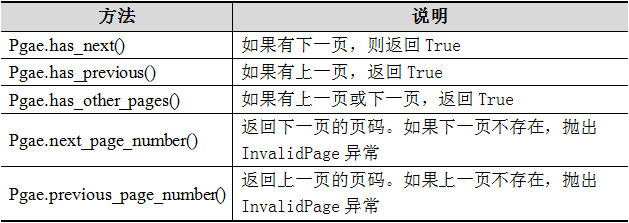 方法 说明
Pgae.has_next() 如果有下一页，则返回 True
Pgae.has_previous() 如果有上一页，返回 True
Pgae.has_other_pages() 如果有上一页或下一页，返回 True
Pgae.next_page_number() 返回下一页的页码。如果下一页不存在，抛出
InvalidPage 异常
Pgae.previous_page_number() 返回上一页的页码。如果上一页不存在，抛出
InvalidPage 异常